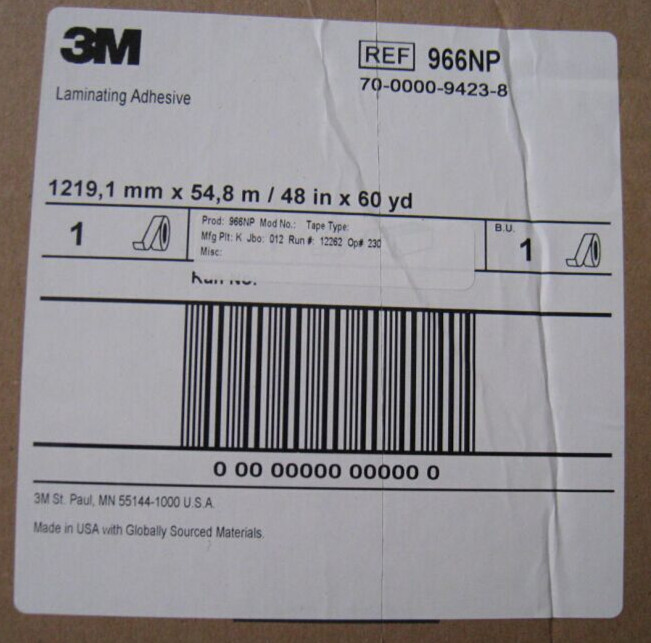 3M
REF 966NP
70-0000-9423-8
Laminating Adhesive
1219,1 mm x 54,8 m / 48 in x 60 yd
1
Prod: 966NP Mod No.: Tape Type:
Mfg Plt: K Jbo: 012 Run #: 12262 Op# 230
Misc:
B.U.
1
Run No.
0 00 00000 00000 0
3M St. Paul, MN 55144-1000 U.S.A.
Made in USA with Globally Sourced Materials.